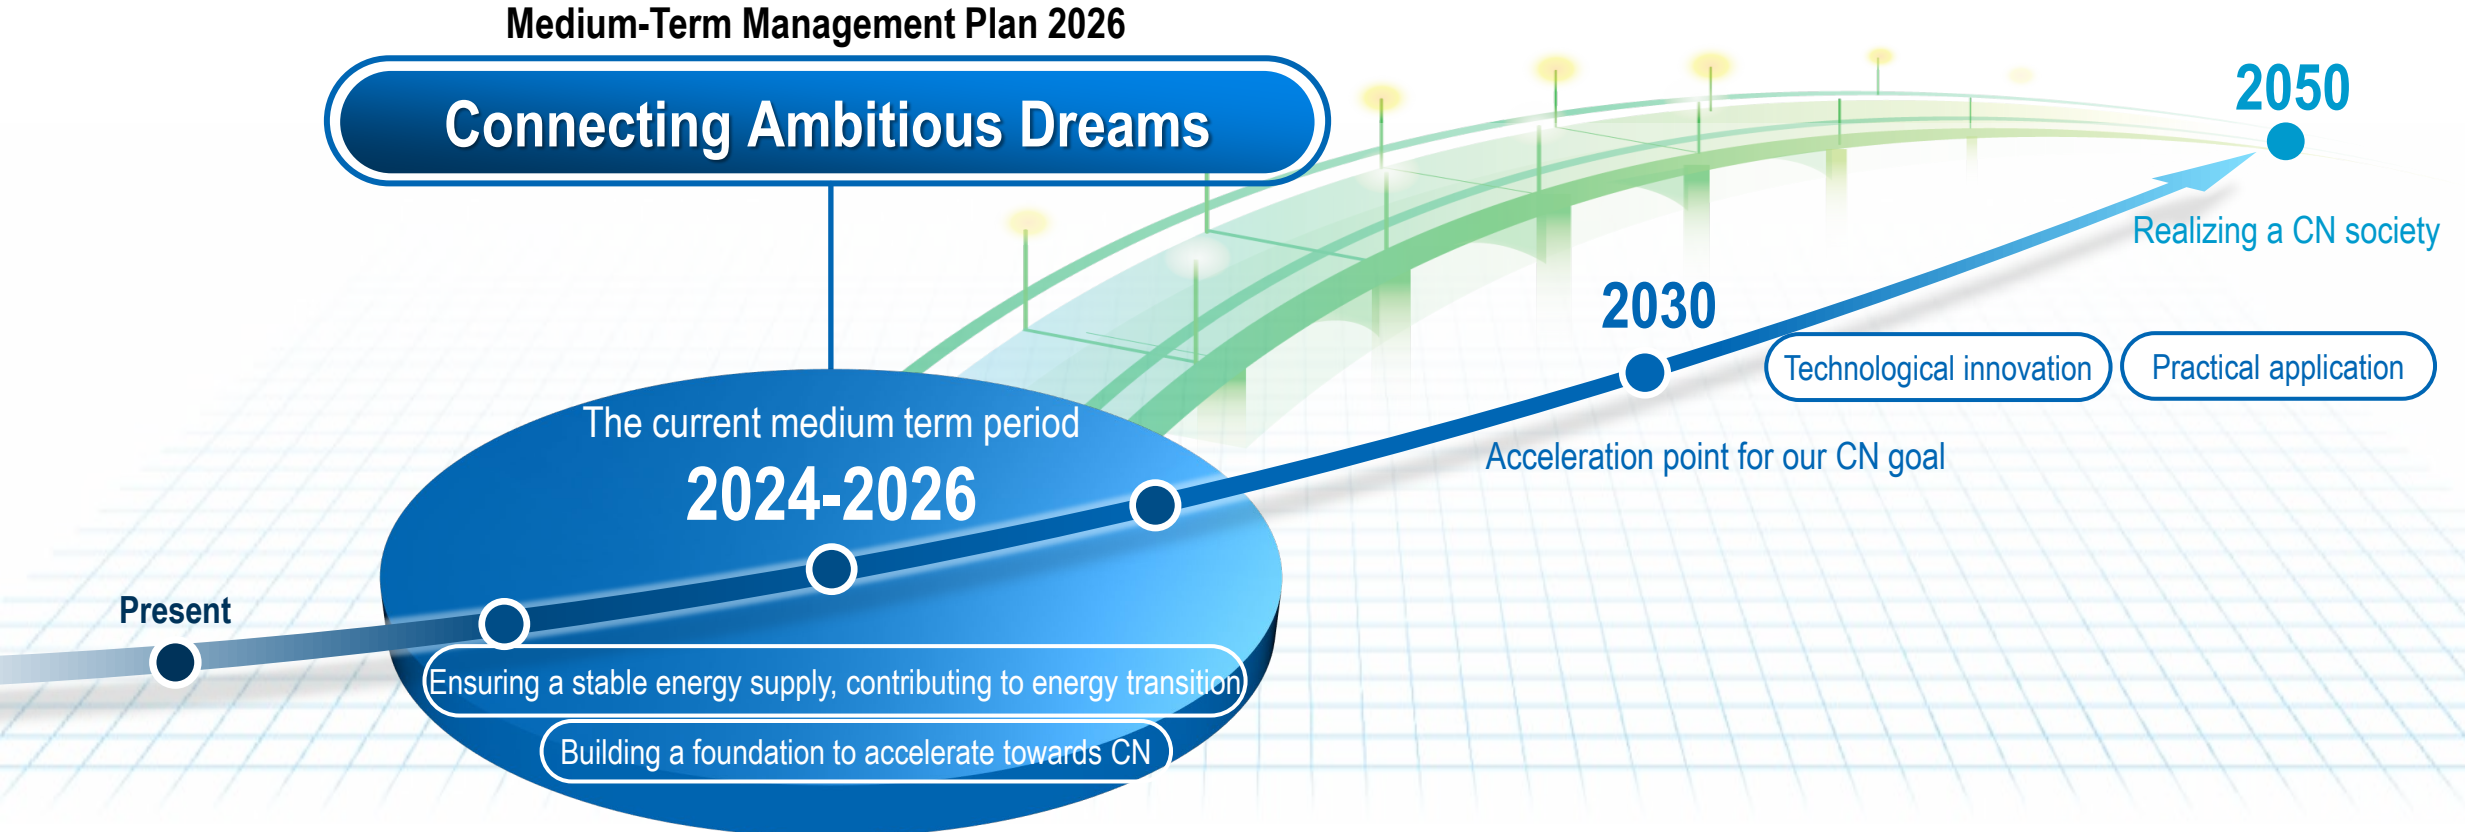 Medium-Term Management Plan 2026
Connecting Ambitious Dreams
2050
Realizing a CN society
2030
Technological innovation
Practical application
Acceleration point for our CN goal
The current medium term period
2024-2026
Present
Ensuring a stable energy supply, contributing to energy transition
Building a foundation to accelerate towards CN